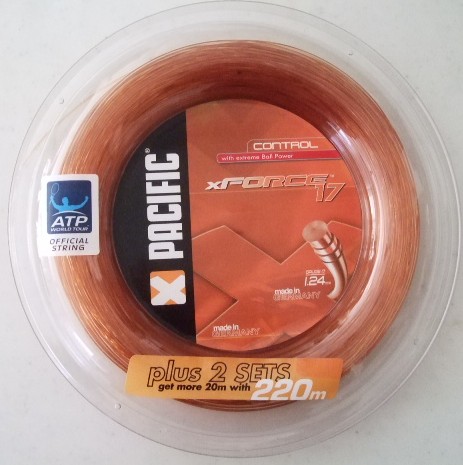 CONTROL
with extreme Ball Power
xFORCE™
17
PACIFIC®
ATP
WORLD TOUR
OFFICIAL
STRING
1.24
made in
GERMANY
made in
GERMANY
plus 2 SETS
get more 20m with 220m